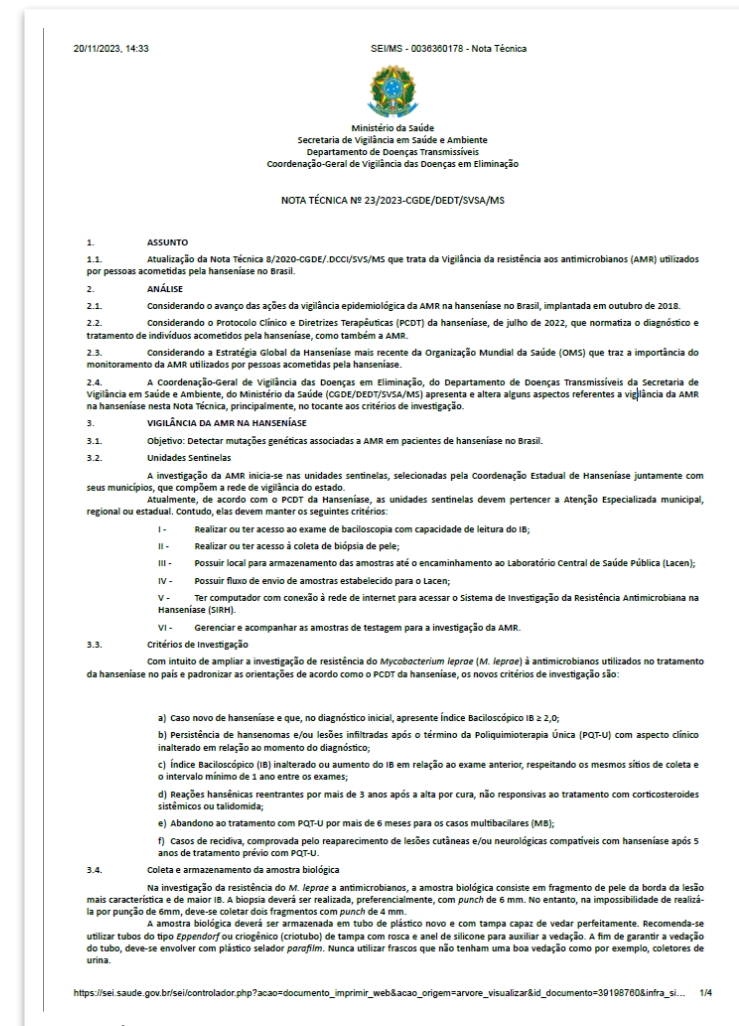 20/11/2023, 14:33 SEI/MS - 0036360178 - Nota Técnica
Ministério da Saúde
Secretaria de Vigilância em Saúde e Ambiente
Departamento de Doenças Transmissíveis
Coordenação-Geral de Vigilância das Doenças em Eliminação
NOTA TÉCNICA Nº 23/2023-CGDE/DEDT/SVSA/MS
1. ASSUNTO
1.1. Atualização da Nota Técnica 8/2020-CGDE/.DCCI/SVS/MS que trata da Vigilância da resistência aos antimicrobianos (AMR) utilizados
por pessoas acometidas pela hanseníase no Brasil.
2. ANÁLISE
2.1. Considerando o avanço das ações da vigilância epidemiológica da AMR na hanseníase no Brasil, implantada em outubro de 2018.
2.2. Considerando o Protocolo Clínico e Diretrizes Terapêuticas (PCDT) da hanseníase, de julho de 2022, que normatiza o diagnóstico e
tratamento de indivíduos acometidos pela hanseníase, como também a AMR.
2.3. Considerando a Estratégia Global da Hanseníase mais recente da Organização Mundial da Saúde (OMS) que traz a importância do
monitoramento da AMR utilizados por pessoas acometidas pela hanseníase.
2.4. A Coordenação-Geral de Vigilância das Doenças em Eliminação, do Departamento de Doenças Transmissíveis da Secretaria de
Vigilância em Saúde e Ambiente, do Ministério da Saúde (CGDE/DEDT/SVSA/MS) apresenta e altera alguns aspectos referentes a vigilância da AMR
na hanseníase nesta Nota Técnica, principalmente, no tocante aos critérios de investigação.
3. VIGILÂNCIA DA AMR NA HANSENÍASE
3.1. Objetivo: Detectar mutações genéticas associadas a AMR em pacientes de hanseníase no Brasil.
3.2. Unidades Sentinelas
A investigação da AMR inicia-se nas unidades sentinelas, selecionadas pela Coordenação Estadual de Hanseníase juntamente com
seus municípios, que compõem a rede de vigilância do estado.
Atualmente, de acordo com o PCDT da Hanseníase, as unidades sentinelas devem pertencer a Atenção Especializada municipal,
regional ou estadual. Contudo, elas devem manter os seguintes critérios:
I - Realizar ou ter acesso ao exame de baciloscopia com capacidade de leitura do IB;
II - Realizar ou ter acesso à coleta de biópsia de pele;
III - Possuir local para armazenamento das amostras até o encaminhamento ao Laboratório Central de Saúde Pública (Lacen);
IV - Possuir fluxo de envio de amostras estabelecido para o Lacen;
V - Ter computador com conexão à rede de internet para acessar o Sistema de Investigação da Resistência Antimicrobiana na
Hanseníase (SIRH).
VI - Gerenciar e acompanhar as amostras de testagem para a investigação da AMR.
3.3. Critérios de Investigação
Com intuito de ampliar a investigação de resistência do Mycobacterium leprae (M. leprae) à antimicrobianos utilizados no tratamento
da hanseníase no país e padronizar as orientações de acordo como o PCDT da hanseníase, os novos critérios de investigação são:
a) Caso novo de hanseníase e que, no diagnóstico inicial, apresente Índice Baciloscópico IB ≥ 2,0;
b) Persistência de hansenomas e/ou lesões infiltradas após o término da Poliquimioterapia Única (PQT-U) com aspecto clínico
inalterado em relação ao momento do diagnóstico;
c) Índice Baciloscópico (IB) inalterado ou aumento do IB em relação ao exame anterior, respeitando os mesmos sítios de coleta e
o intervalo mínimo de 1 ano entre os exames;
d) Reações hansênicas reentrantes por mais de 3 anos após a alta por cura, não responsivas ao tratamento com corticosteroides
sistêmicos ou talidomida;
e) Abandono ao tratamento com PQT-U por mais de 6 meses para os casos multibacilares (MB);
f) Casos de recidiva, comprovada pelo reaparecimento de lesões cutâneas e/ou neurológicas compatíveis com hanseníase após 5
anos de tratamento prévio com PQT-U.
3.4. Coleta e armazenamento da amostra biológica
Na investigação da resistência do M. leprae a antimicrobianos, a amostra biológica consiste em fragmento de pele da borda da lesão
mais característica e de maior IB. A biopsia deverá ser realizada, preferencialmente, com punch de 6 mm. No entanto, na impossibilidade de realizá-
la por punção de 6mm, deve-se coletar dois fragmentos com punch de 4 mm.
A amostra biológica deverá ser armazenada em tubo de plástico novo e com tampa capaz de vedar perfeitamente. Recomenda-se
utilizar tubos do tipo Eppendorf ou criogênico (criotubo) de tampa com rosca e anel de silicone para auxiliar a vedação. A fim de garantir a vedação
do tubo, deve-se envolver com plástico selador parafilm. Nunca utilizar frascos que não tenham uma boa vedação como por exemplo, coletores de
urina.
https://sei.saude.gov.br/sei/controlador.php?acao=documento_imprimir_web&acao_origem=arvore_visualizar&id_documento=39198760&infra_si... 1/4